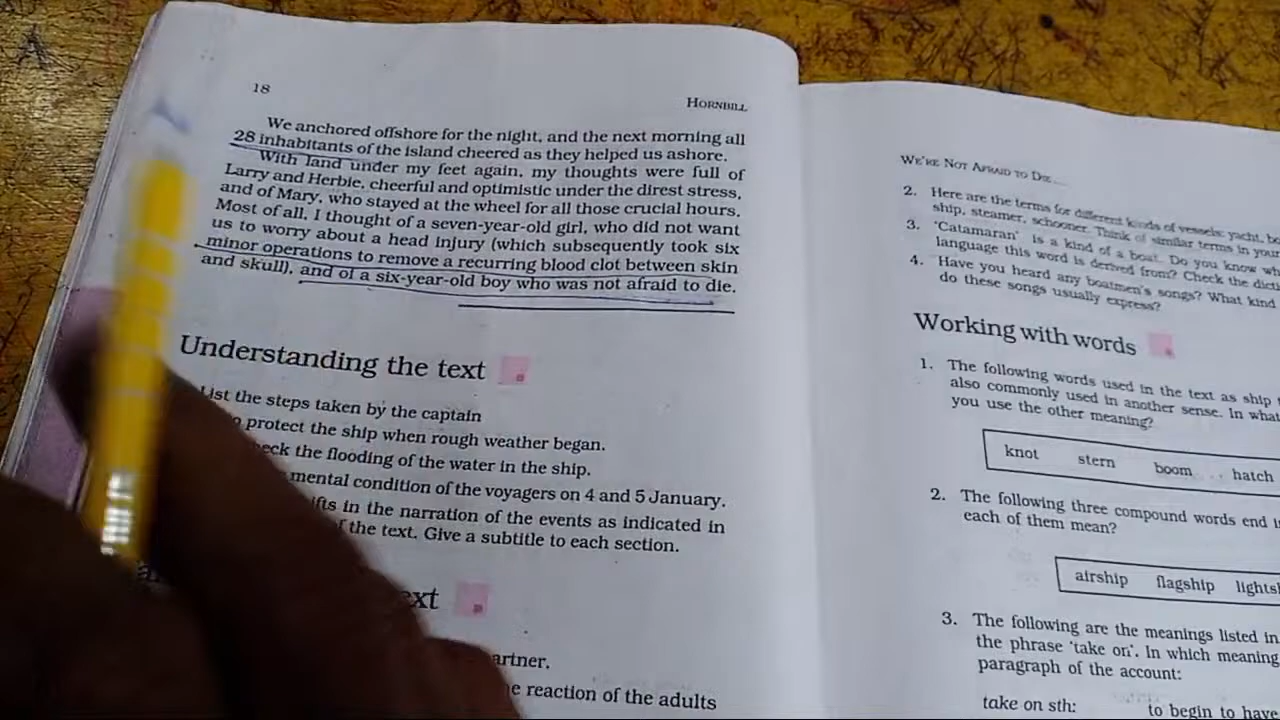 18
HORNBILL
We anchored offshore for the night, and the next morning all
28 inhabitants of the island cheered as they helped us ashore.
With land under my feet again, my thoughts were full of
Larry and Herbie, cheerful and optimistic under the direst stress,
and of Mary, who stayed at the wheel for all those crucial hours.
Most of all, I thought of a seven-year-old girl, who did not want
us to worry about a head injury (which subsequently took six
minor operations to remove a recurring blood clot between skin
and skull), and of a six-year-old boy who was not afraid to die.
Understanding the text
List the steps taken by the captain
protect the ship when rough weather began.
the flooding of the water in the ship.
mental condition of the voyagers on 4 and 5 January.
in the narration of the events as indicated in
the text. Give a subtitle to each section.
reaction of the adults
WE'RE NOT AFRAID TO DIE...
2. Here are the terms for different kinds of vessels: yacht,
ship, steamer, schooner. Think of similar terms in your
3. 'Catamaran' is a kind of a boat. Do you know
language this word is derived from? Check the
4. Have you heard any boatmen's songs? What kind
do these songs usually express?
Working with words
1. The following words used in the text as ship
also commonly used in another sense. In what
you use the other meaning?
knot stern boom hatch
2. The following three compound words end
each of them mean?
airship flagship
3. The following are the meanings listed in
the phrase 'take on'. In which meaning
paragraph of the account:
take on sth: to begin to have